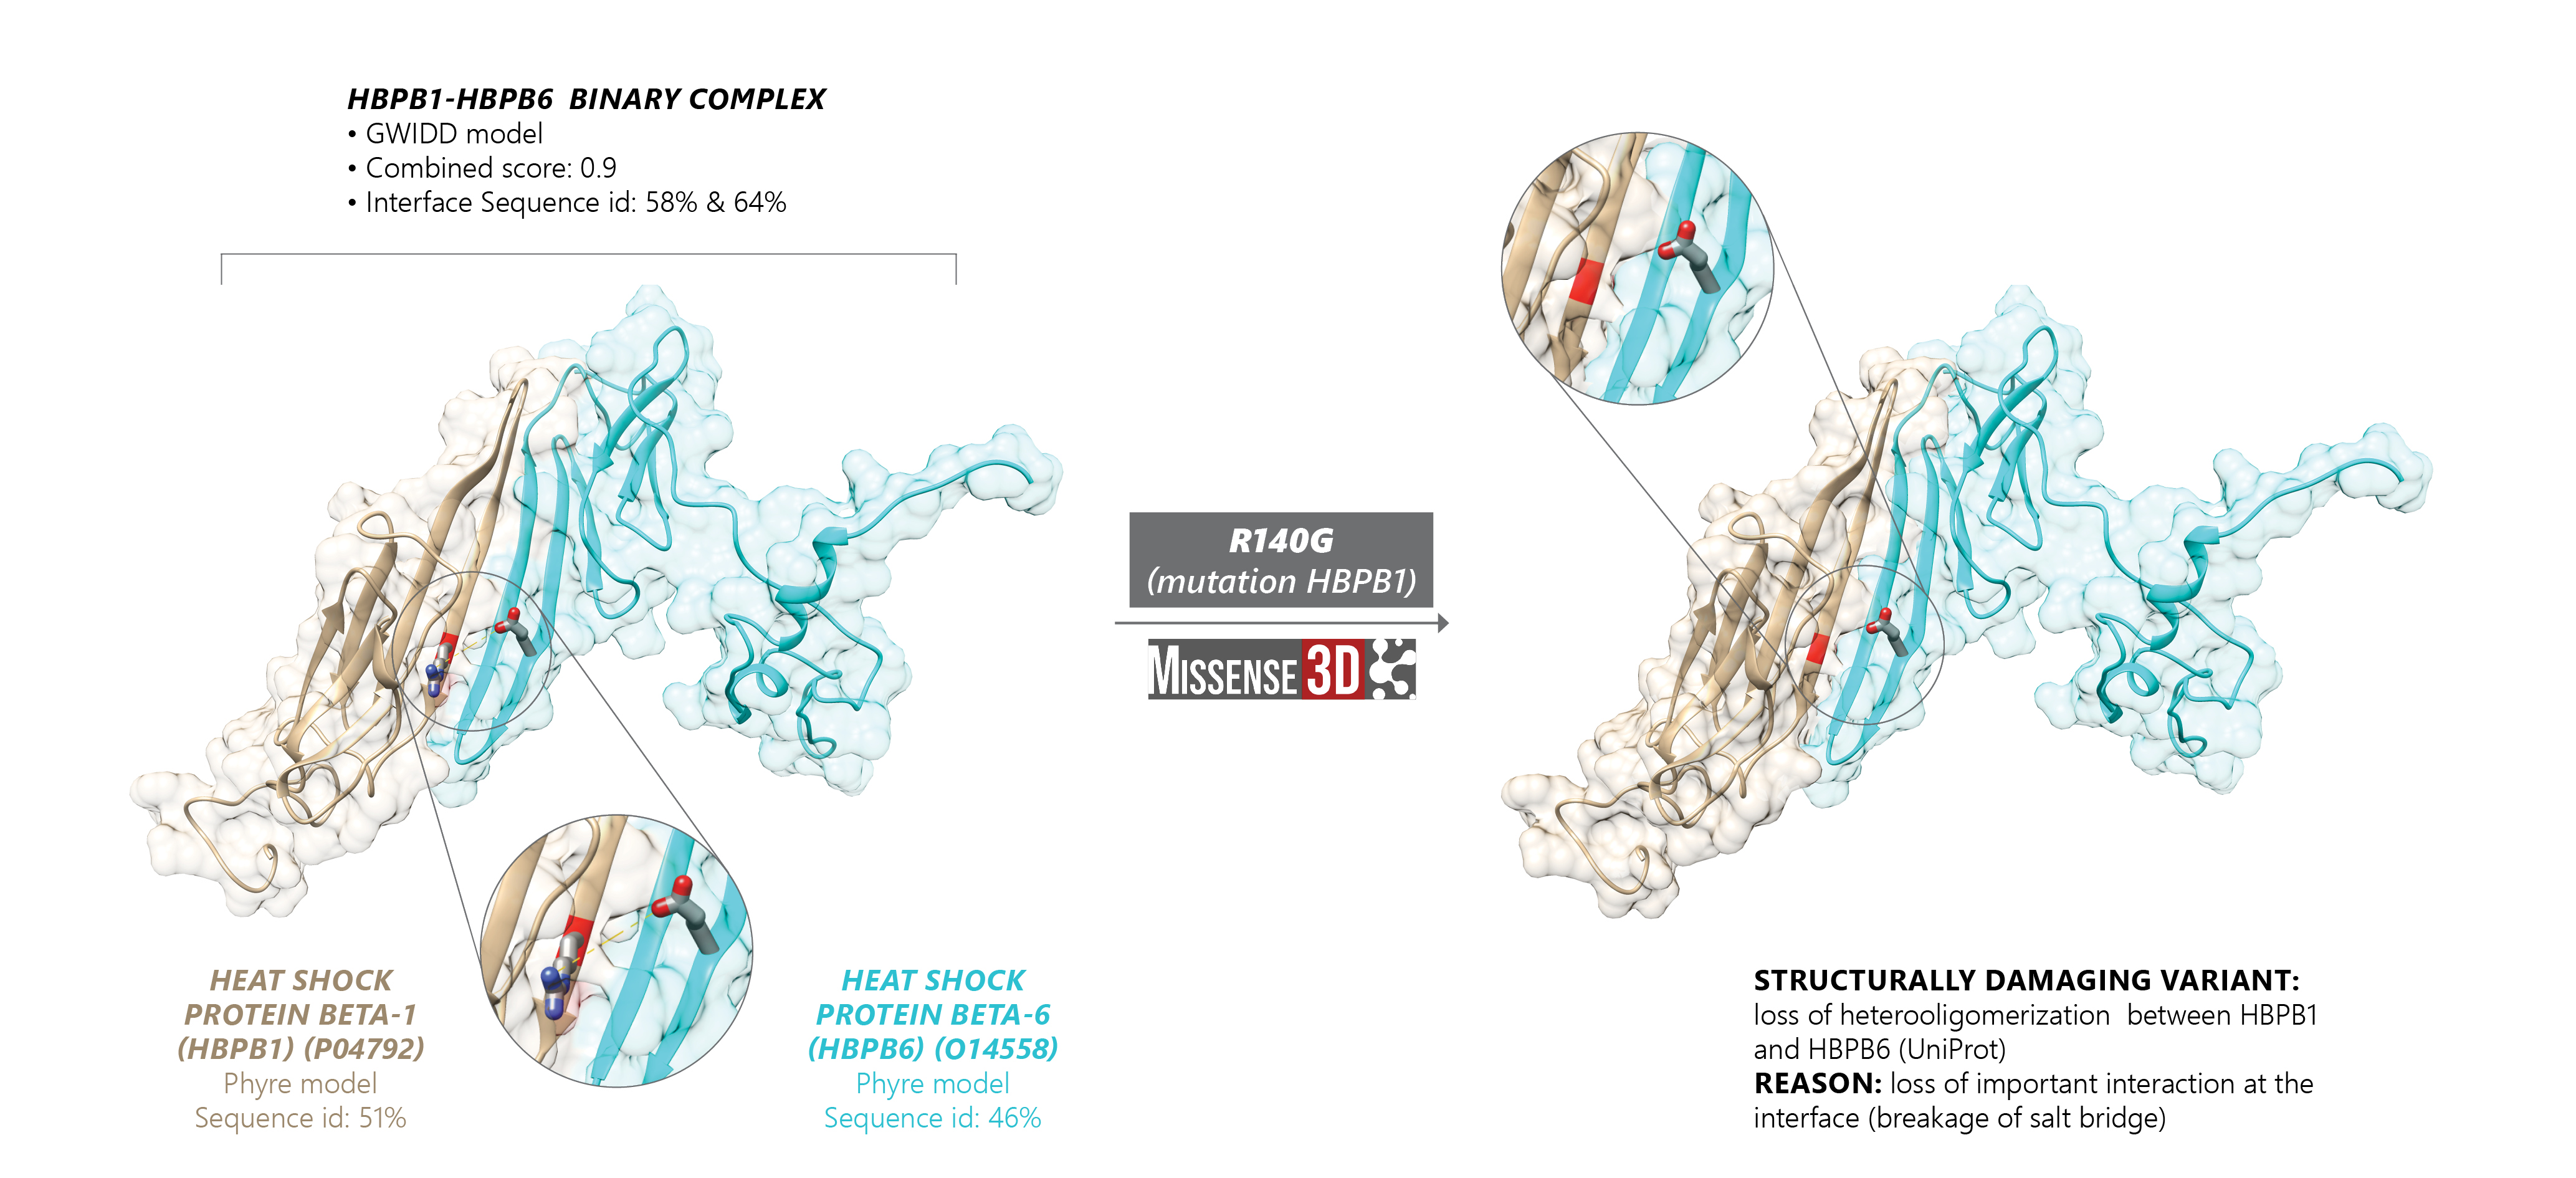 HBPB1-HBPB6 BINARY COMPLEX
• GWIDD model
• Combined score: 0.9
• Interface Sequence id: 58% & 64%
R140G
(mutation HBPB1)
MISSENSE 3D
HEAT SHOCK
PROTEIN BETA-1
(HBPB1) (P04792)
Phyre model
Sequence id: 51%
HEAT SHOCK
PROTEIN BETA-6
(HBPB6) (O14558)
Phyre model
Sequence id: 46%
STRUCTURALLY DAMAGING VARIANT:
loss of heterooligomerization between HBPB1
and HBPB6 (UniProt)
REASON: loss of important interaction at the
interface (breakage of salt bridge)